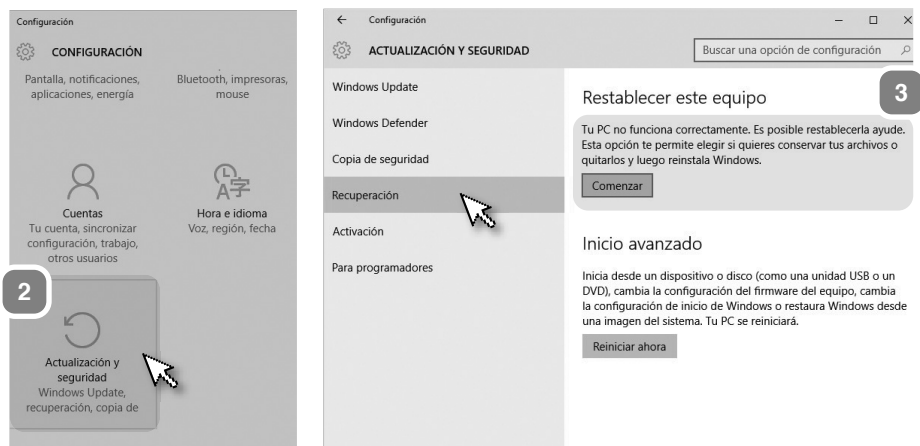 Configuración
CONFIGURACIÓN
Pantalla, notificaciones,
aplicaciones, energía
Bluetooth, impresoras,
mouse
Cuentas
Tu cuenta, sincronizar
configuración, trabajo,
otros usuarios
Hora e idioma
Voz, región, fecha
2
Actualización y
seguridad
Windows Update,
recuperación, copia de
Configuración
ACTUALIZACIÓN Y SEGURIDAD
Buscar una opción de configuración
Windows Update
Windows Defender
Copia de seguridad
Recuperación
Activación
Para programadores
3
Restablecer este equipo
Tu PC no funciona correctamente. Es posible restablecerla ayude.
Esta opción te permite elegir si quieres conservar tus archivos o
quitarlos y luego reinstala Windows.
Comenzar
Inicio avanzado
Inicia desde un dispositivo o disco (como una unidad USB o un
DVD), cambia la configuración del firmware del equipo, cambia
la configuración de inicio de Windows o restaura Windows desde
una imagen del sistema. Tu PC se reiniciará.
Reiniciar ahora